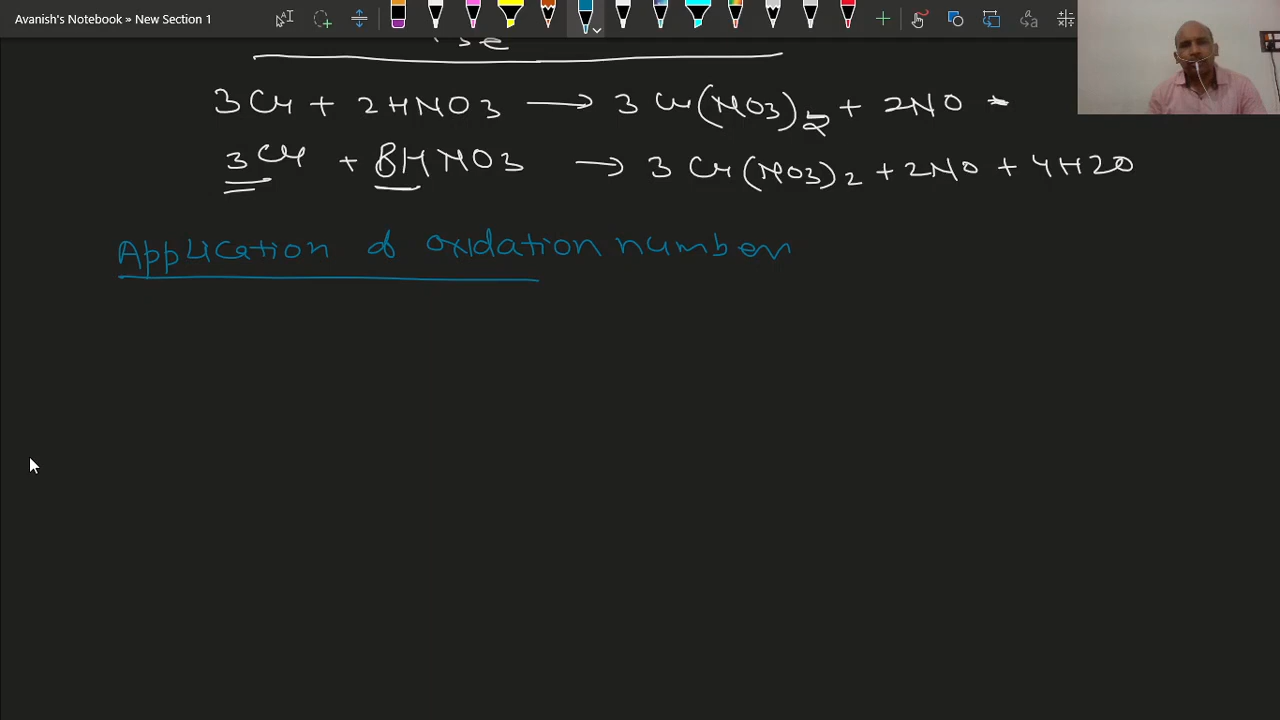 Avanish's Notebook » New Section 1
3Cu + 2HNO3 → 3Cu(NO3)2 + 2NO
3Cu + 8HNO3 → 3Cu(NO3)2 + 2NO + 4H2O
Application of oxidation number